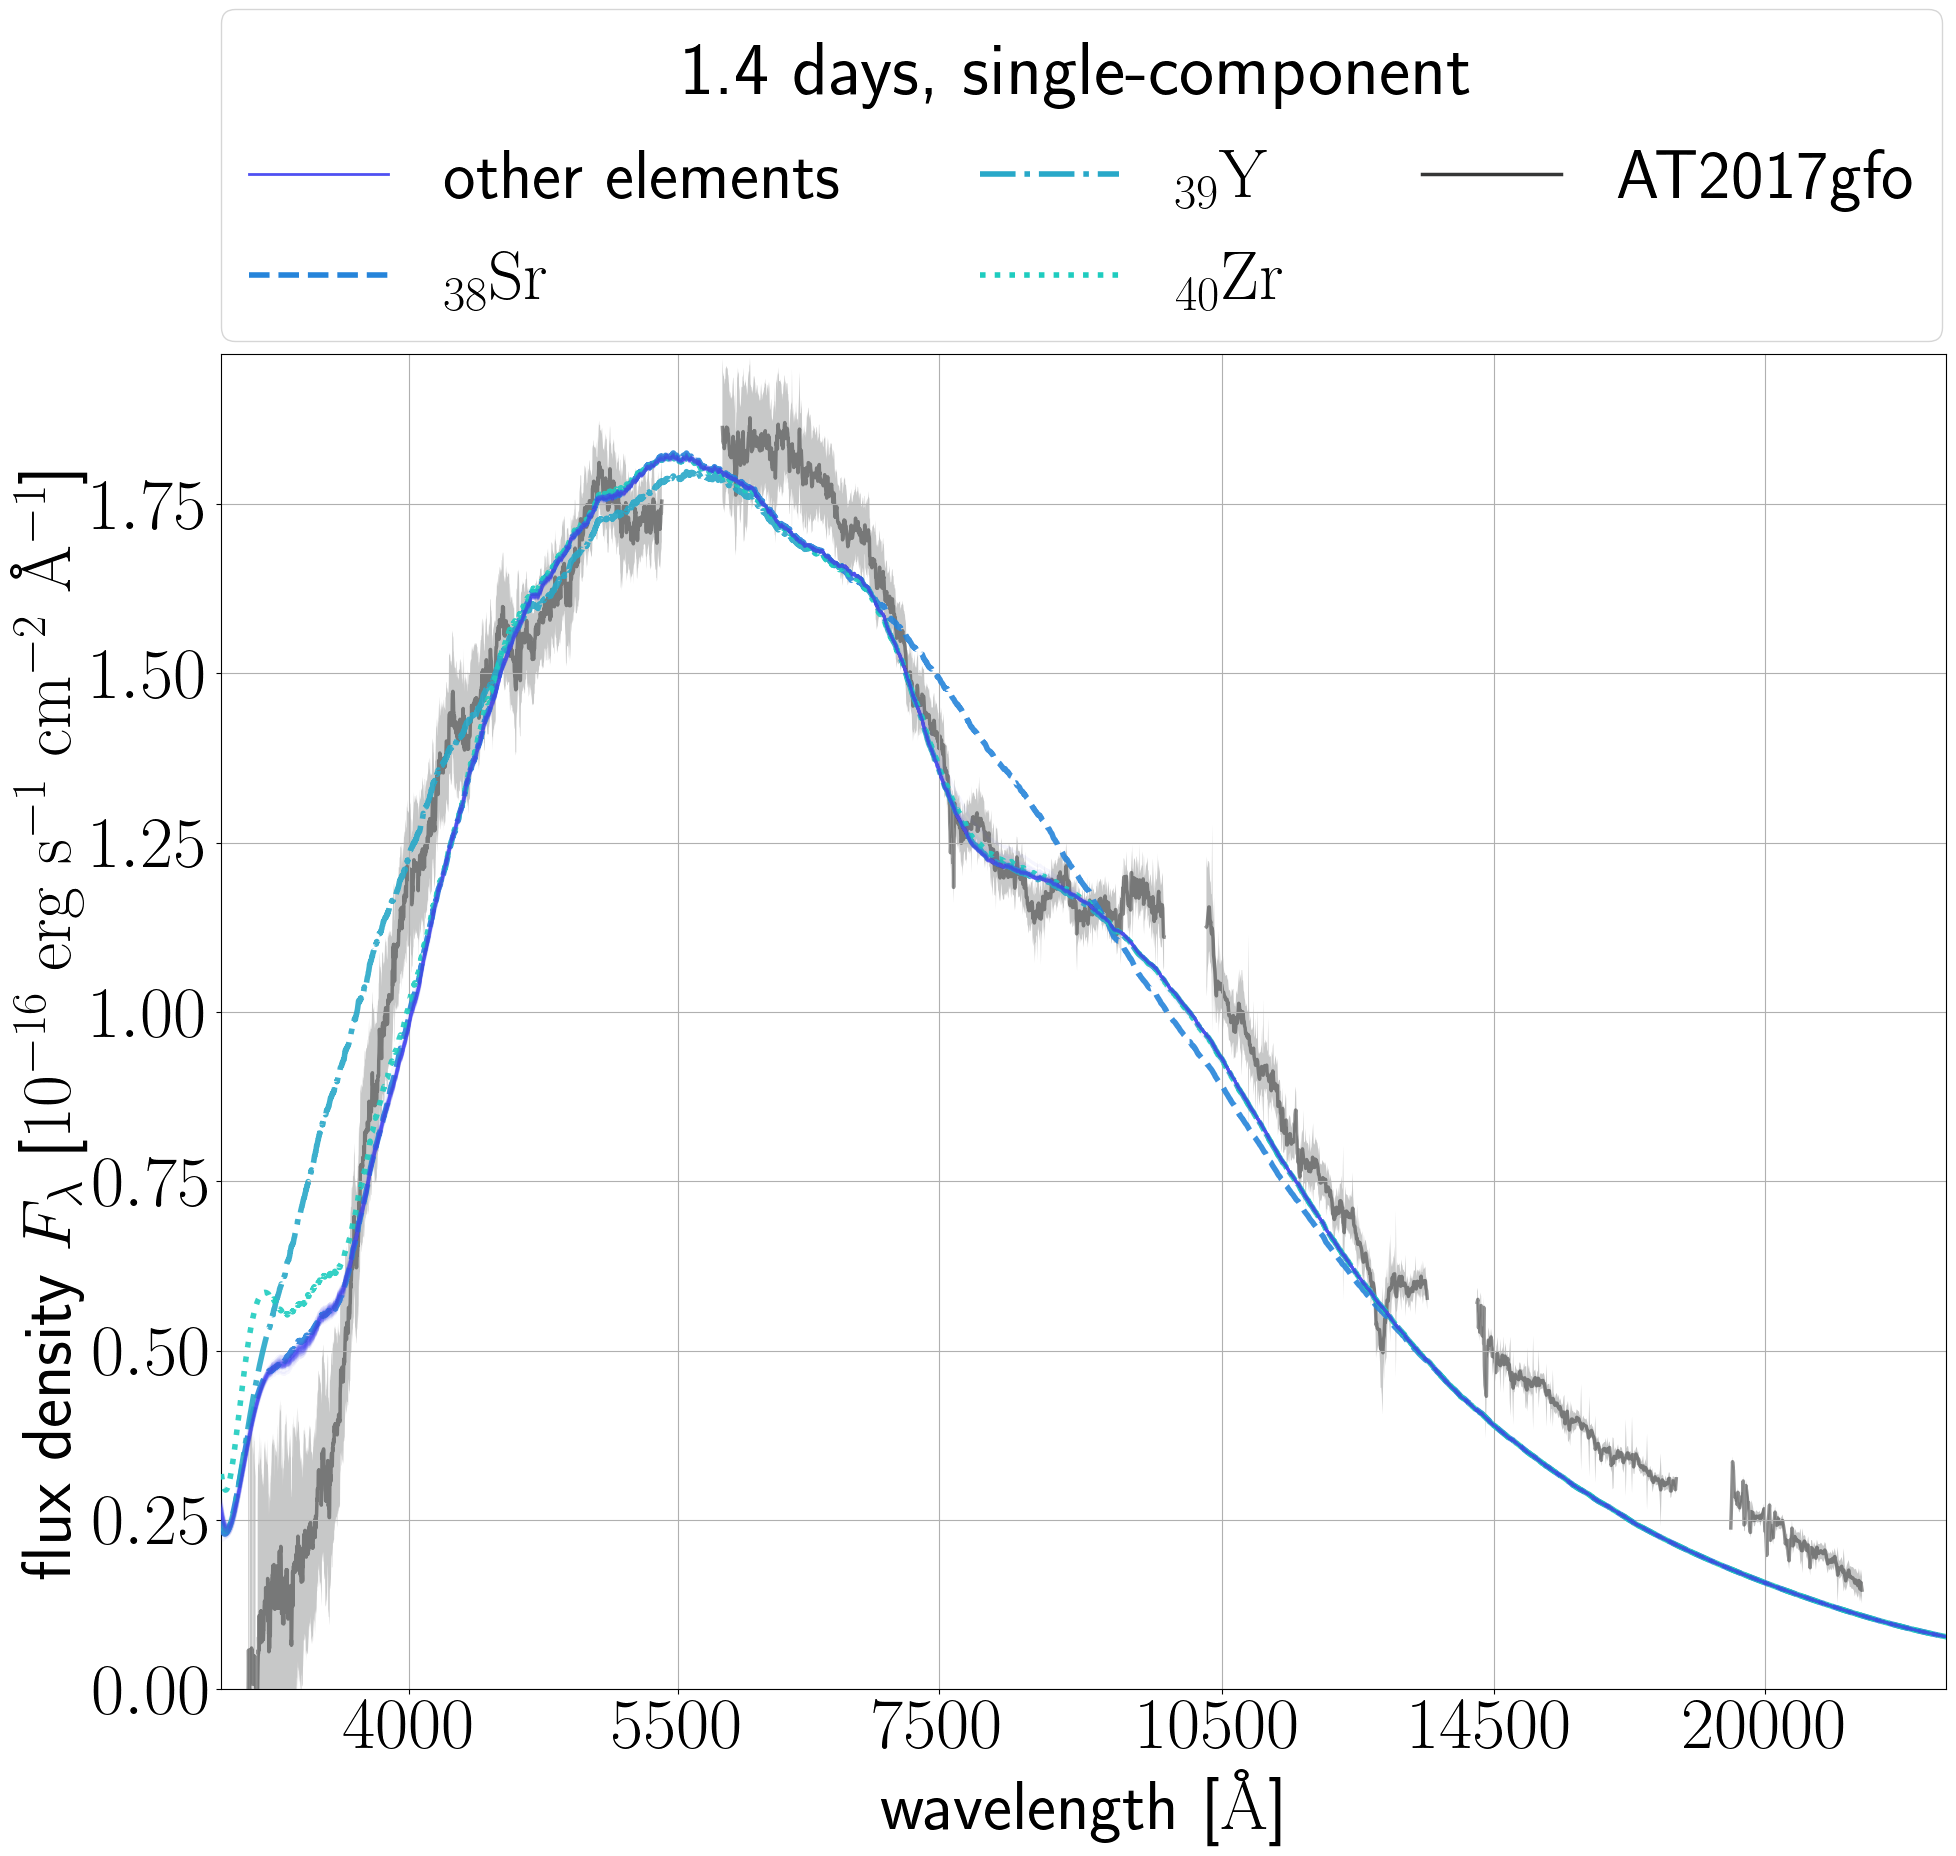 1.4 days, single-component
other elements
₃₉Y
AT2017gfo
₃₈Sr
₄₀Zr
flux density F_λ [10⁻¹⁶ erg s⁻¹ cm⁻² Å⁻¹]
1.75
1.50
1.25
1.00
0.75
0.50
0.25
0.00
4000 5500 7500 10500 14500 20000
wavelength [Å]